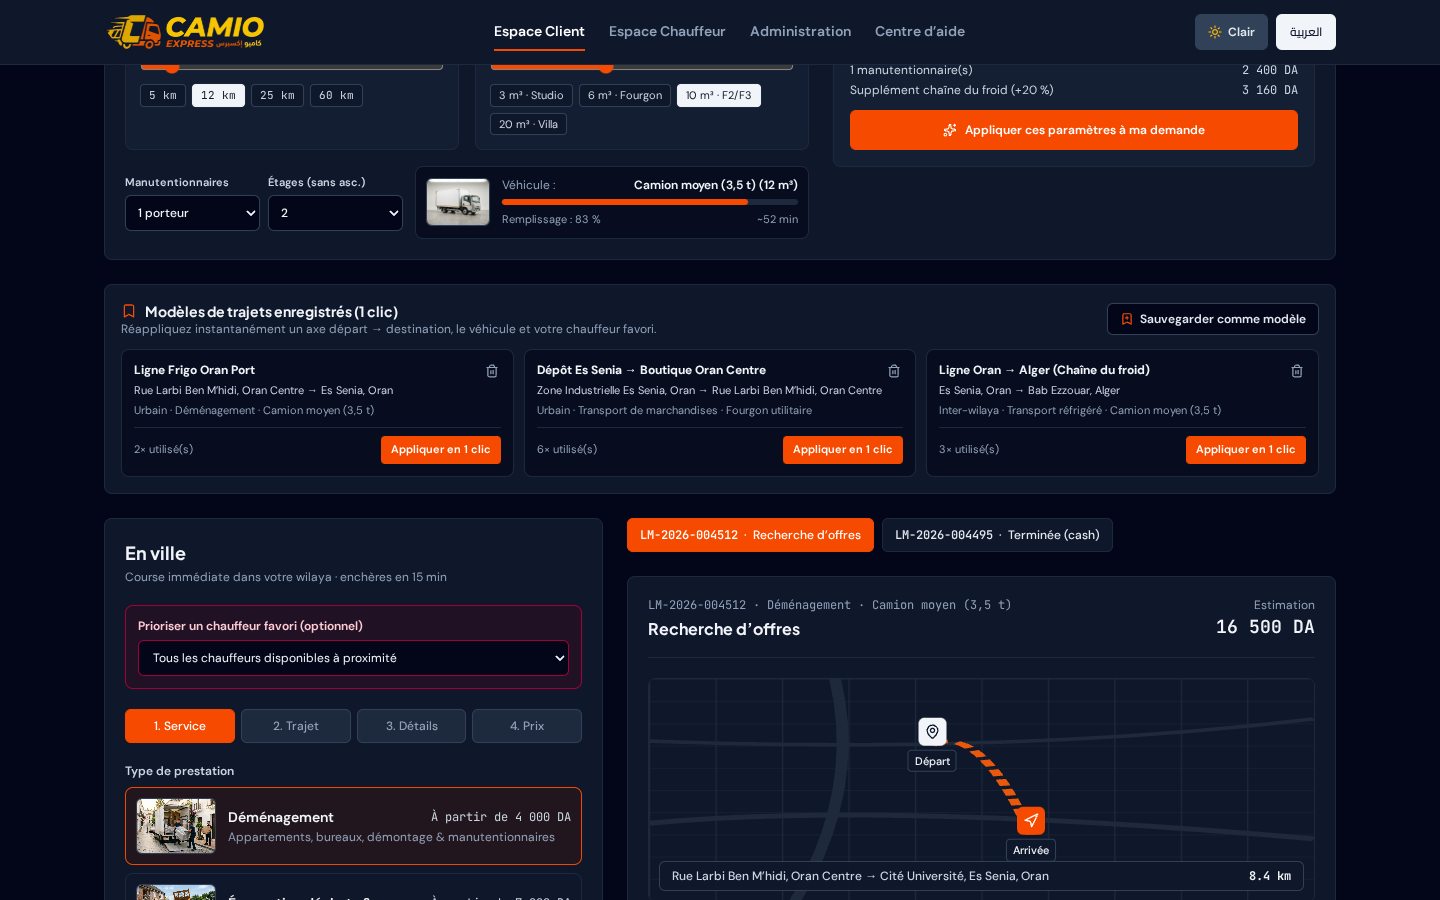 CAMIO
EXPRESS كاميو إكسبرس
Espace Client
Espace Chauffeur
Administration
Centre d'aide
Clair
العربية
5 km
12 km
25 km
60 km
3 m³ · Studio
6 m³ · Fourgon
10 m³ · F2/F3
20 m³ · Villa
1 manutentionnaire(s) 2 400 DA
Supplément chaîne du froid (+20 %) 3 160 DA
Appliquer ces paramètres à ma demande
Manutentionnaires
1 porteur
Étages (sans asc.)
2
Véhicule : Camion moyen (3,5 t) (12 m³)
Remplissage : 83 % ~52 min
Modèles de trajets enregistrés (1 clic)
Réappliquez instantanément un axe départ → destination, le véhicule et votre chauffeur favori.
Sauvegarder comme modèle
Ligne Frigo Oran Port
Rue Larbi Ben M'hidi, Oran Centre → Es Senia, Oran
Urbain · Déménagement · Camion moyen (3,5 t)
2× utilisé(s)
Appliquer en 1 clic
Dépôt Es Senia → Boutique Oran Centre
Zone Industrielle Es Senia, Oran → Rue Larbi Ben M'hidi, Oran Centre
Urbain · Transport de marchandises · Fourgon utilitaire
6× utilisé(s)
Appliquer en 1 clic
Ligne Oran → Alger (Chaîne du froid)
Es Senia, Oran → Bab Ezzouar, Alger
Inter-wilaya · Transport réfrigéré · Camion moyen (3,5 t)
3× utilisé(s)
Appliquer en 1 clic
En ville
Course immédiate dans votre wilaya · enchères en 15 min
Prioriser un chauffeur favori (optionnel)
Tous les chauffeurs disponibles à proximité
1. Service
2. Trajet
3. Détails
4. Prix
Type de prestation
Déménagement À partir de 4 000 DA
Appartements, bureaux, démontage & manutentionnaires
LM-2026-004512 · Recherche d'offres
LM-2026-004495 · Terminée (cash)
LM-2026-004512 · Déménagement · Camion moyen (3,5 t)
Recherche d'offres
Estimation
16 500 DA
Départ
Arrivée
Rue Larbi Ben M'hidi, Oran Centre → Cité Université, Es Senia, Oran 8.4 km